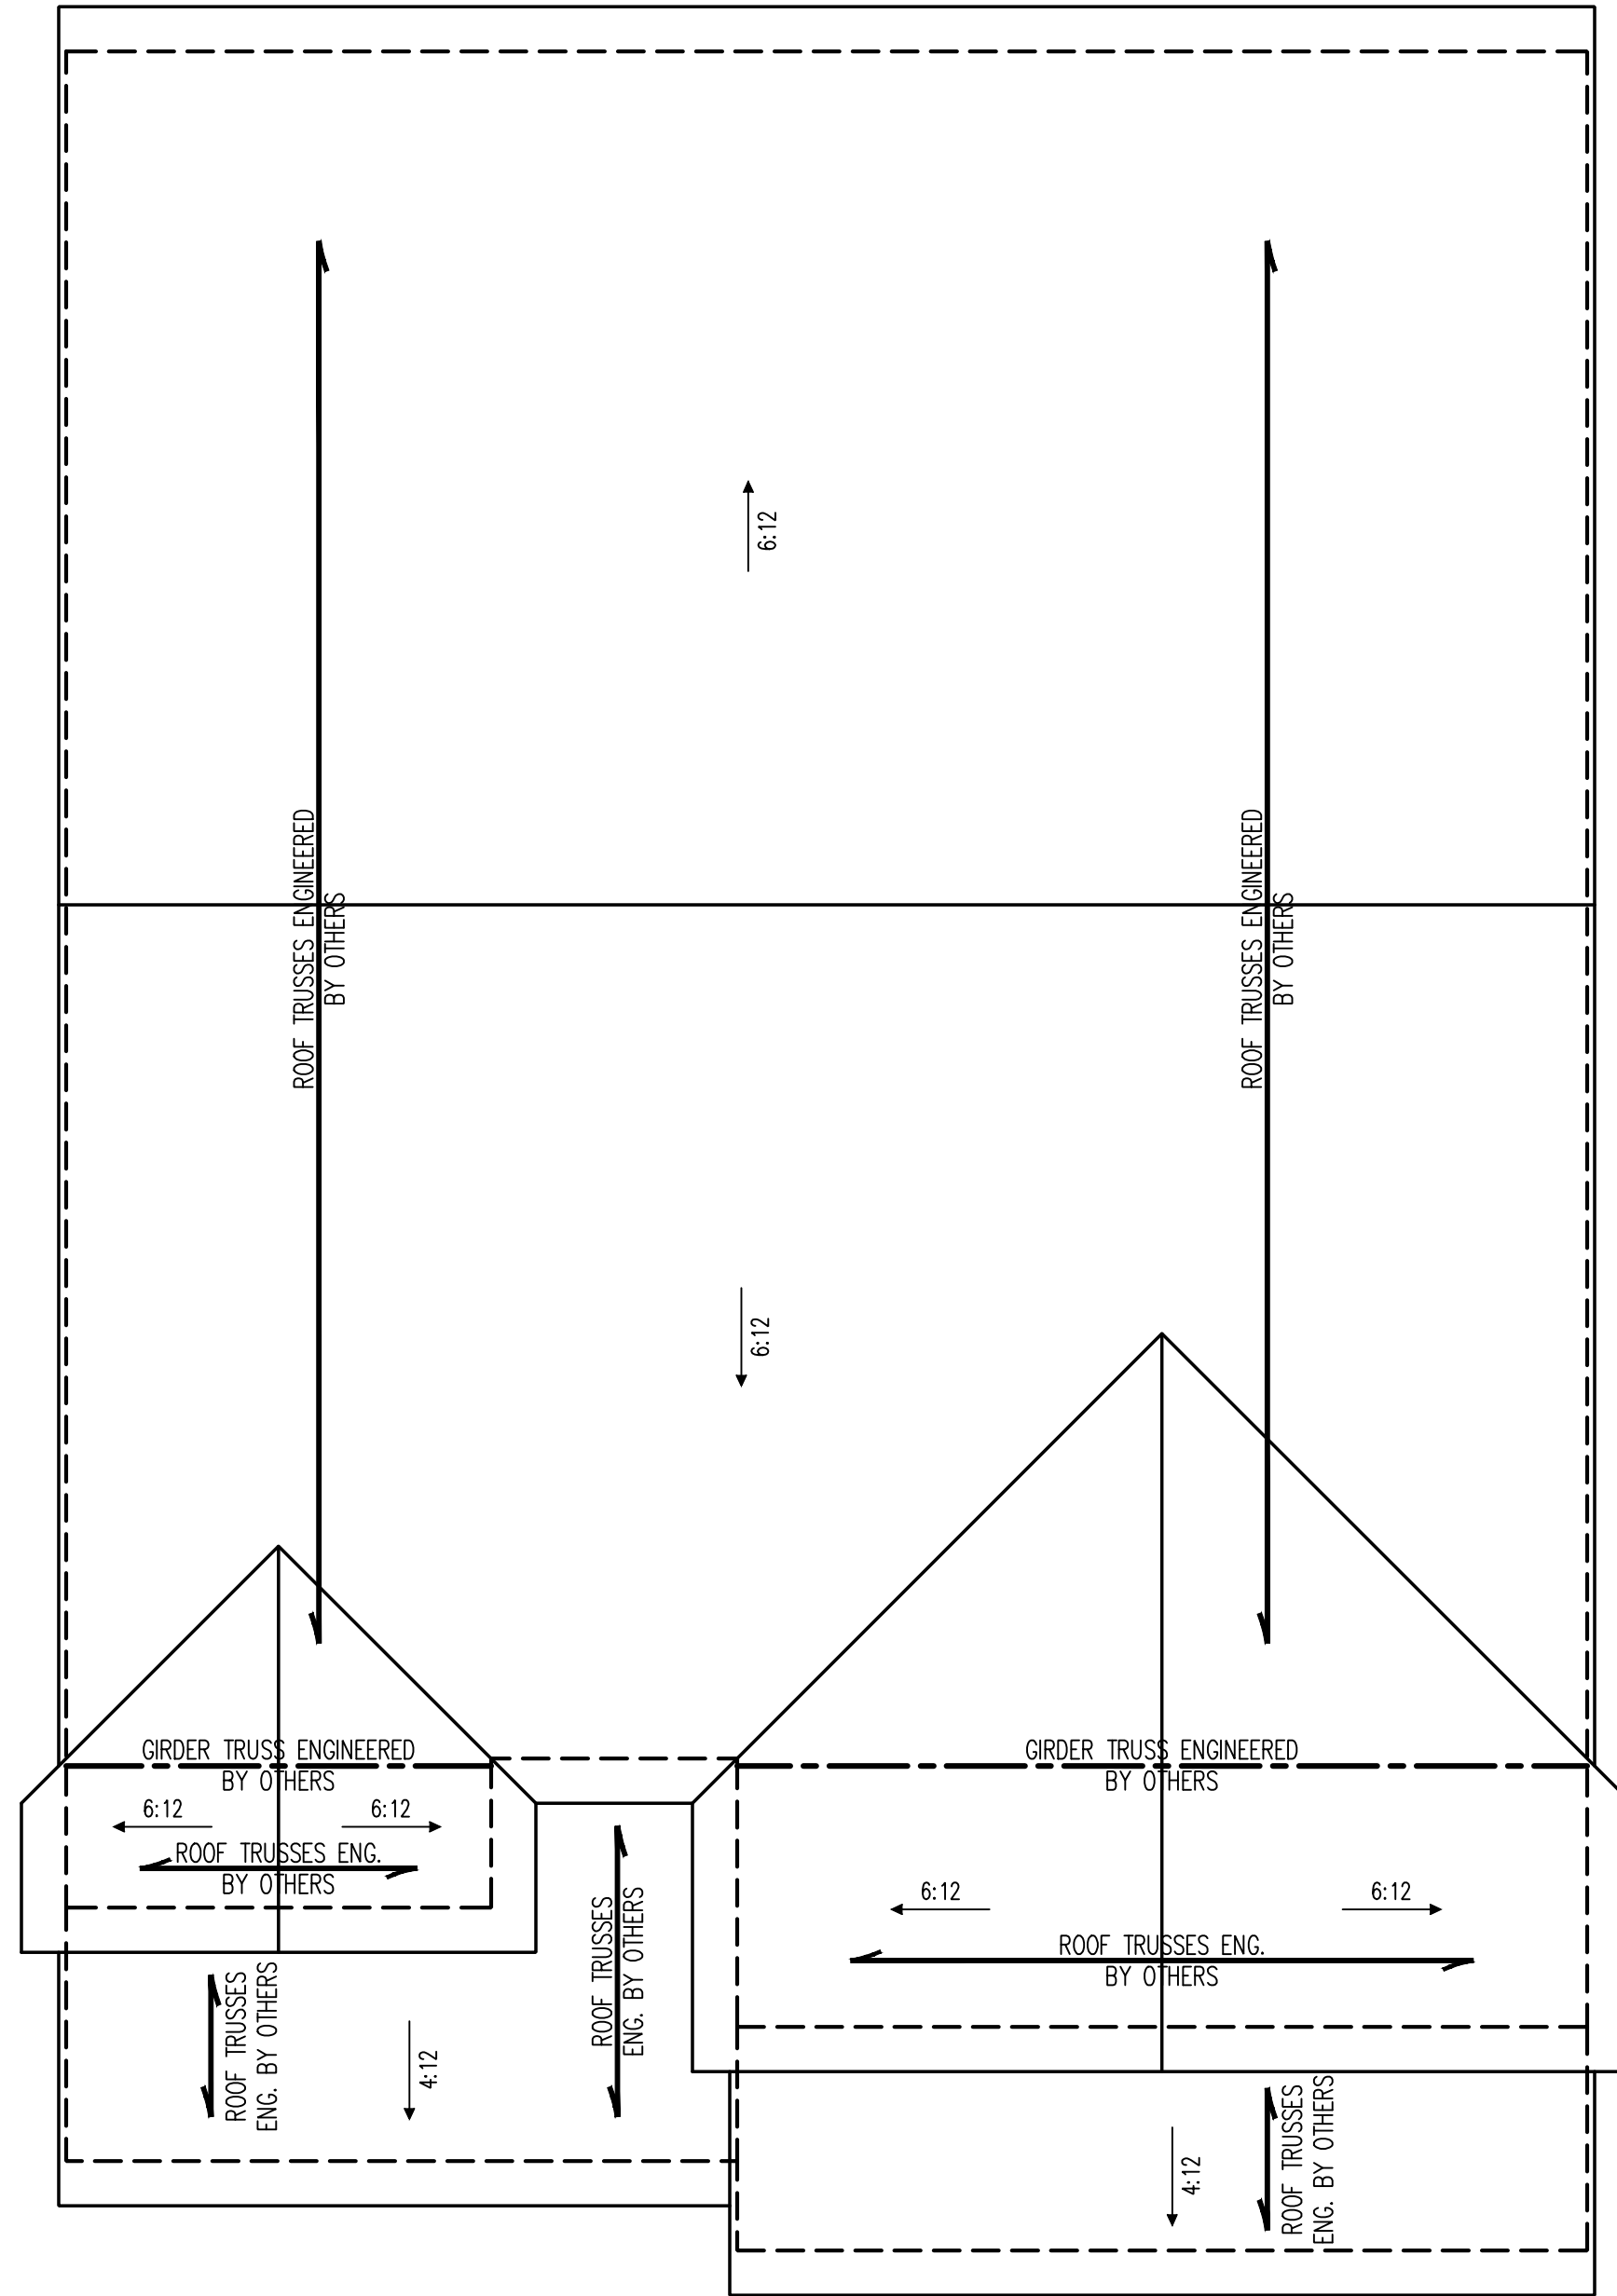 6:12
ROOF TRUSSES ENGINEERED
BY OTHERS
ROOF TRUSSES ENGINEERED
BY OTHERS
6:12
GIRDER TRUSS ENGINEERED
BY OTHERS
GIRDER TRUSS ENGINEERED
BY OTHERS
6:12
6:12
ROOF TRUSSES ENG.
BY OTHERS
ROOF TRUSSES
ENG. BY OTHERS
6:12
6:12
ROOF TRUSSES ENG.
BY OTHERS
ROOF TRUSSES
ENG. BY OTHERS
4:12
4:12
ROOF TRUSSES
ENG. BY OTHERS